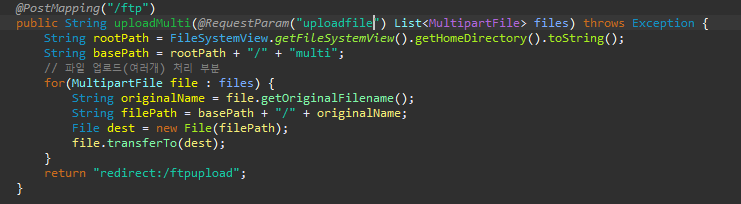 @PostMapping("/ftp")
public String uploadMulti(@RequestParam("uploadfile") List<MultipartFile> files) throws Exception {
    String rootPath = FileSystemView.getFileSystemView().getHomeDirectory().toString();
    String basePath = rootPath + "/" + "multi";
    // 파일 업로드(여러개) 처리 부분
    for(MultipartFile file : files) {
        String originalName = file.getOriginalFilename();
        String filePath = basePath + "/" + originalName;
        File dest = new File(filePath);
        file.transferTo(dest);
    }
    return "redirect:/ftpupload";
}